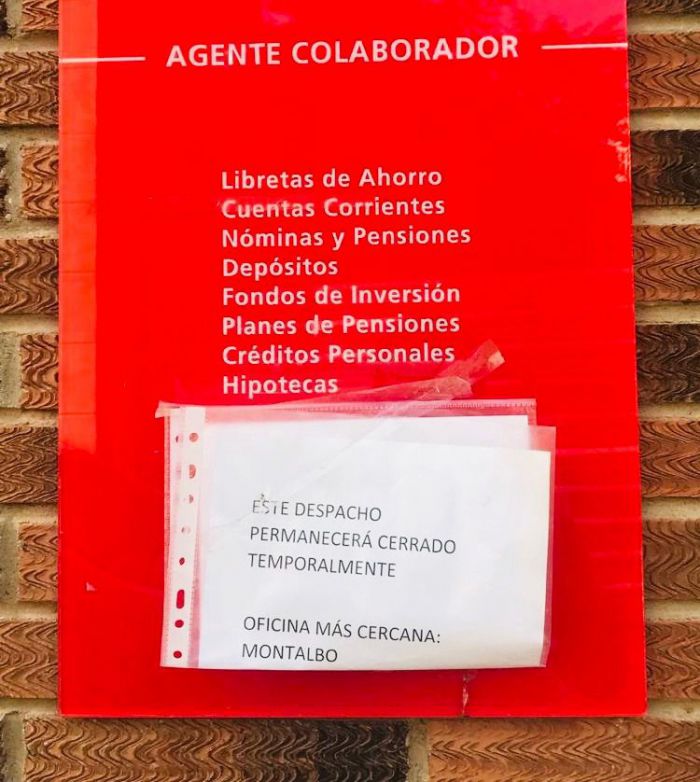 AGENTE COLABORADOR
Libretas de Ahorro
Cuentas Corrientes
Nóminas y Pensiones
Depósitos
Fondos de Inversión
Planes de Pensiones
Créditos Personales
Hipotecas
ESTE DESPACHO
PERMANECERÁ CERRADO
TEMPORALMENTE
OFICINA MÁS CERCANA:
MONTALBO